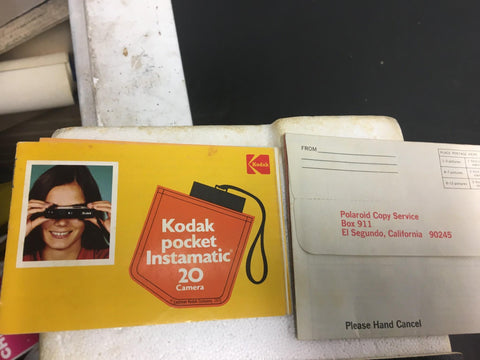 Kodak
Kodak
pocket
Instamatic
20
Camera
FROM
Polaroid Copy Service
Box 911
El Segundo, California 90245
Please Hand Cancel